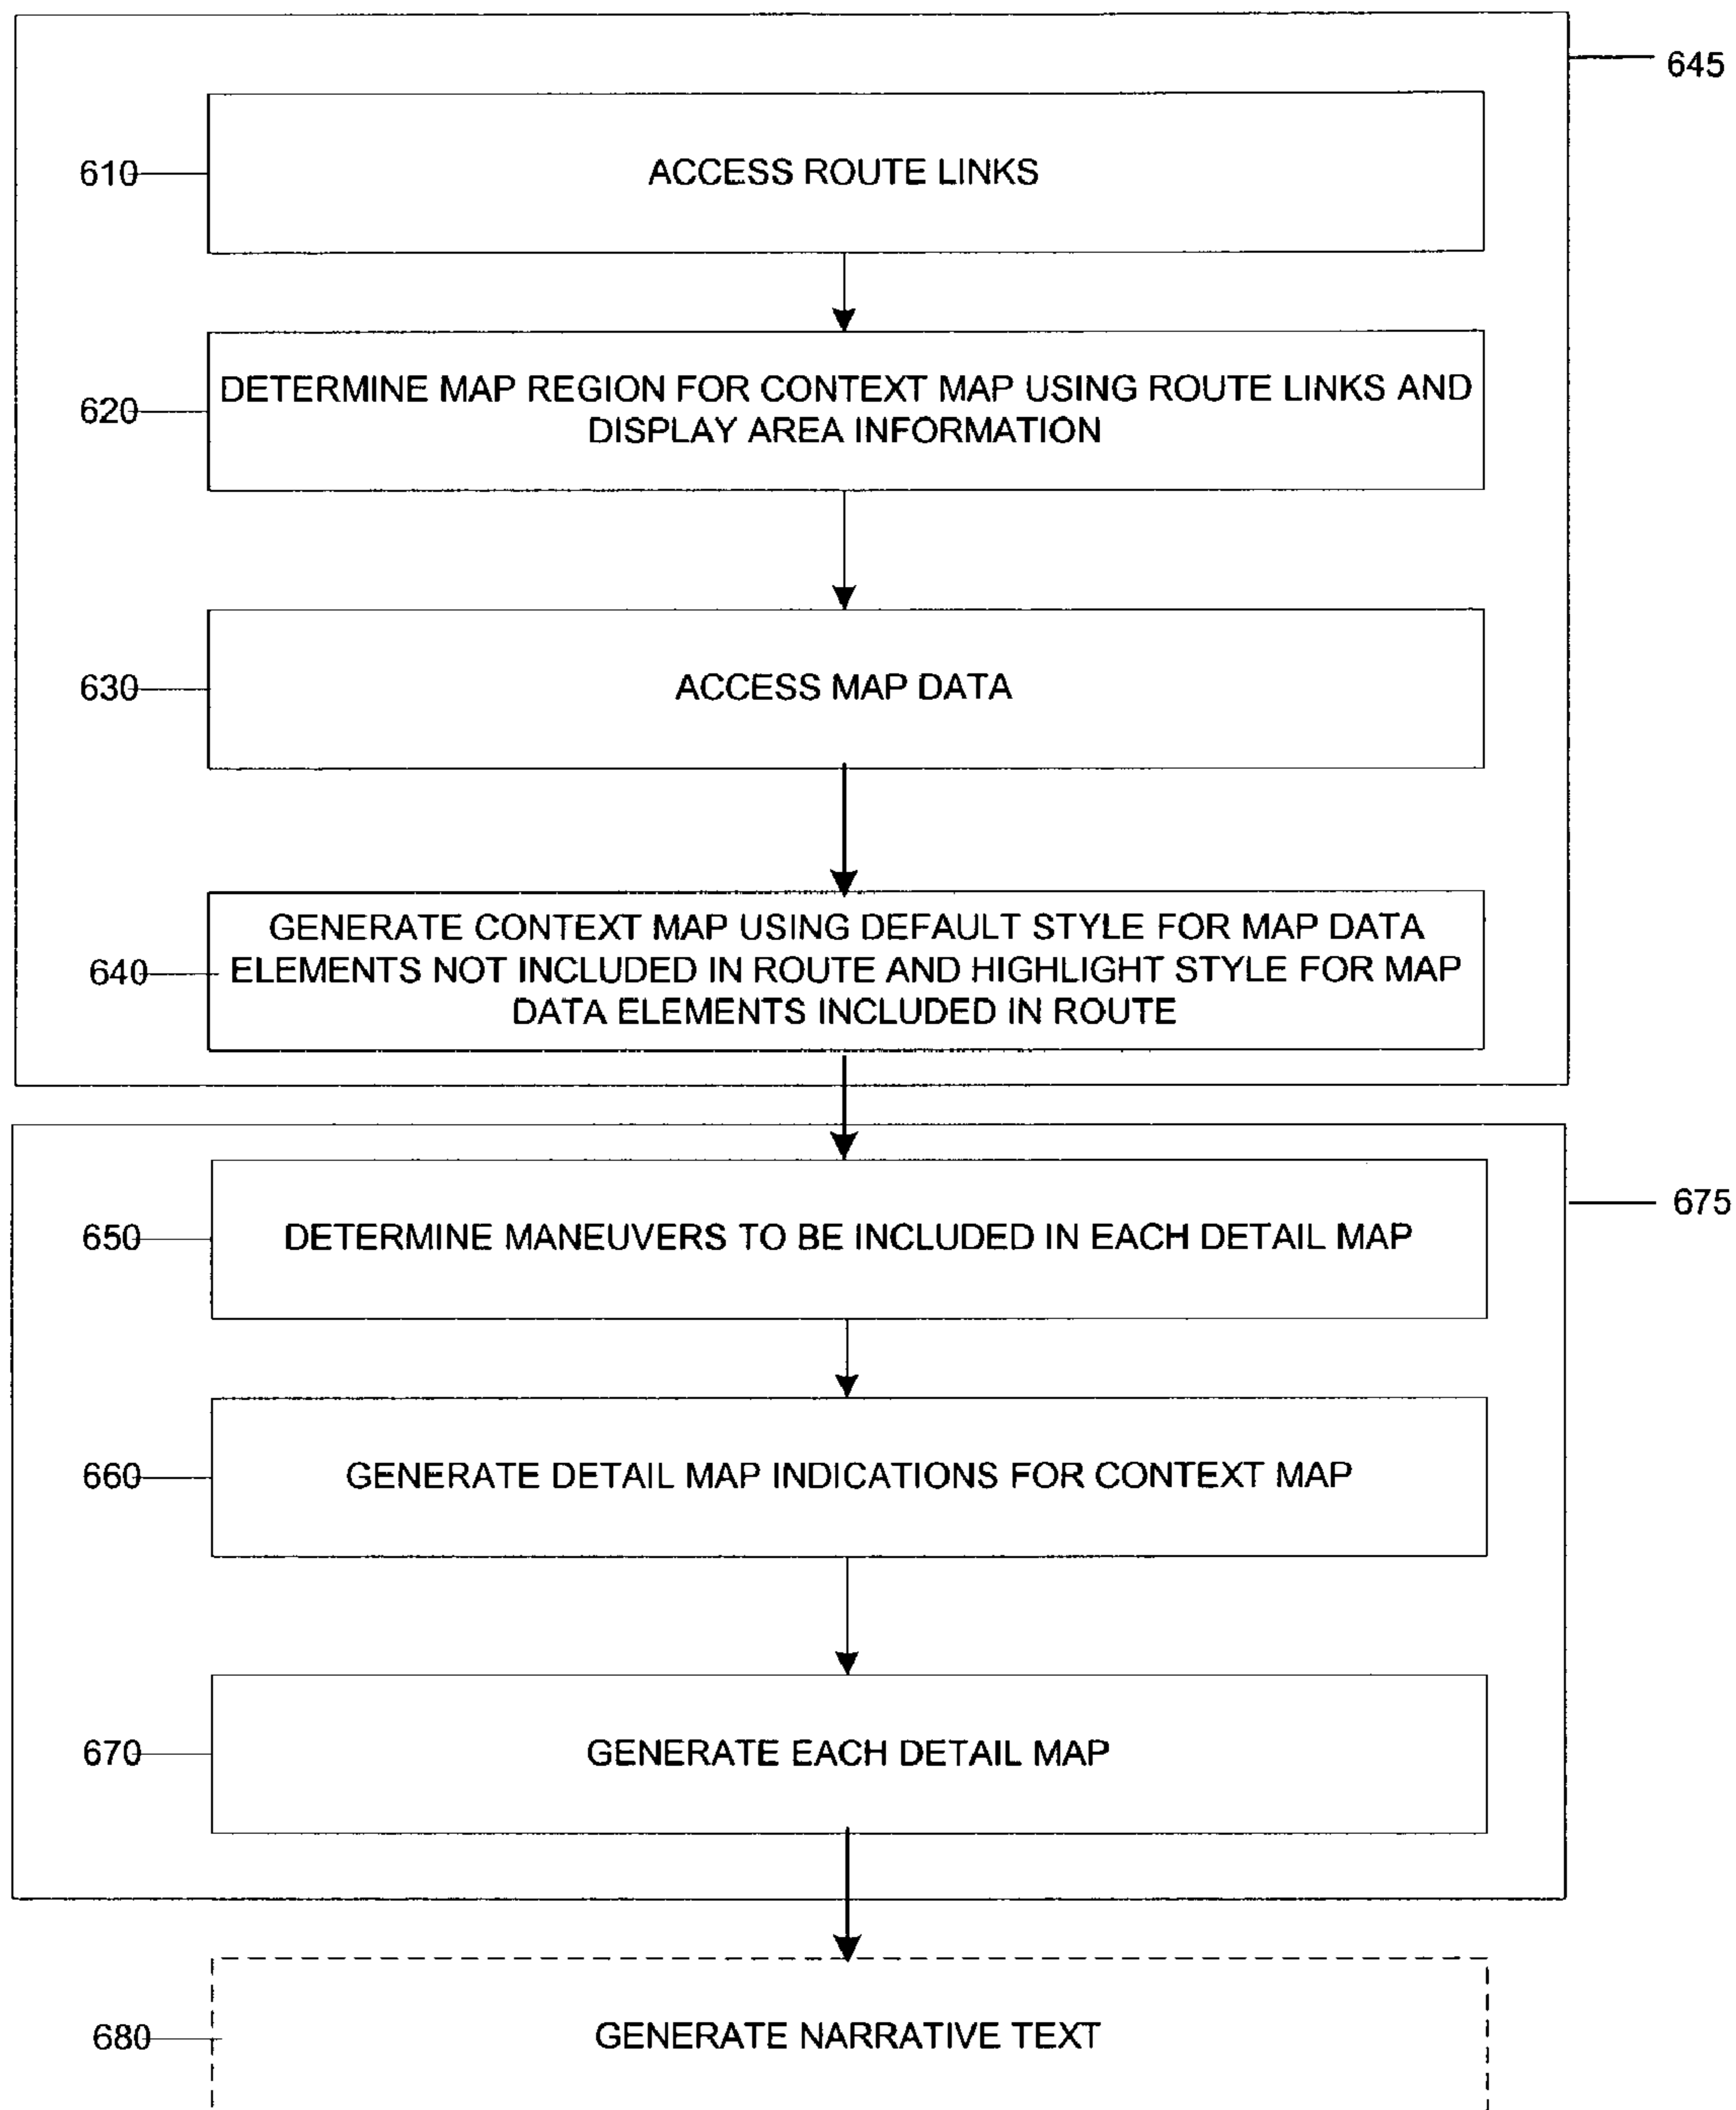 645
610
ACCESS ROUTE LINKS
620
DETERMINE MAP REGION FOR CONTEXT MAP USING ROUTE LINKS AND
DISPLAY AREA INFORMATION
630
ACCESS MAP DATA
640
GENERATE CONTEXT MAP USING DEFAULT STYLE FOR MAP DATA
ELEMENTS NOT INCLUDED IN ROUTE AND HIGHLIGHT STYLE FOR MAP
DATA ELEMENTS INCLUDED IN ROUTE
675
650
DETERMINE MANEUVERS TO BE INCLUDED IN EACH DETAIL MAP
660
GENERATE DETAIL MAP INDICATIONS FOR CONTEXT MAP
670
GENERATE EACH DETAIL MAP
680
GENERATE NARRATIVE TEXT